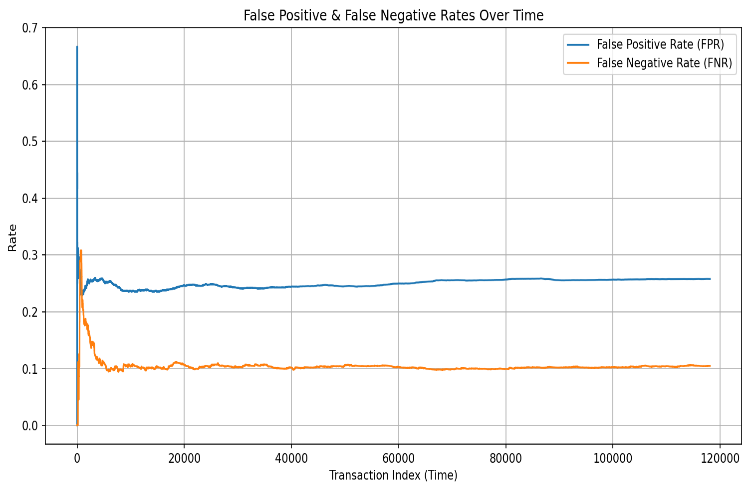 False Positive & False Negative Rates Over Time
0.7
0.6
0.5
0.4
0.3
0.2
0.1
0.0
Rate
False Positive Rate (FPR)
False Negative Rate (FNR)
0 20000 40000 60000 80000 100000 120000
Transaction Index (Time)